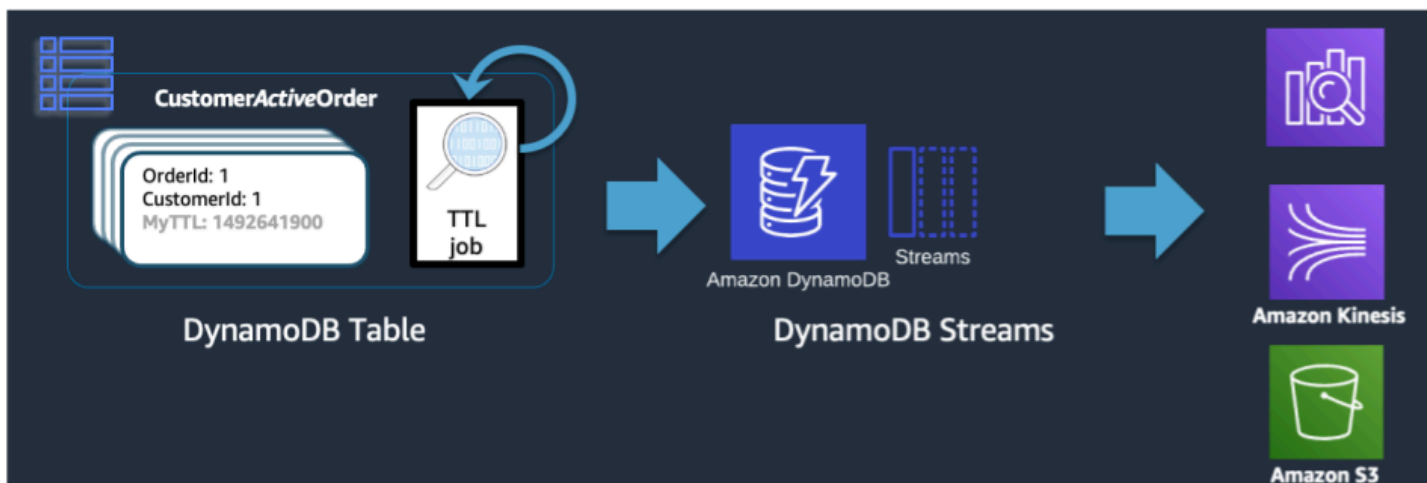 CustomerActiveOrder
OrderId: 1
CustomerId: 1
MyTTL: 1492641900
TTL
job
DynamoDB Table
Amazon DynamoDB
Streams
DynamoDB Streams
Amazon Kinesis
Amazon S3